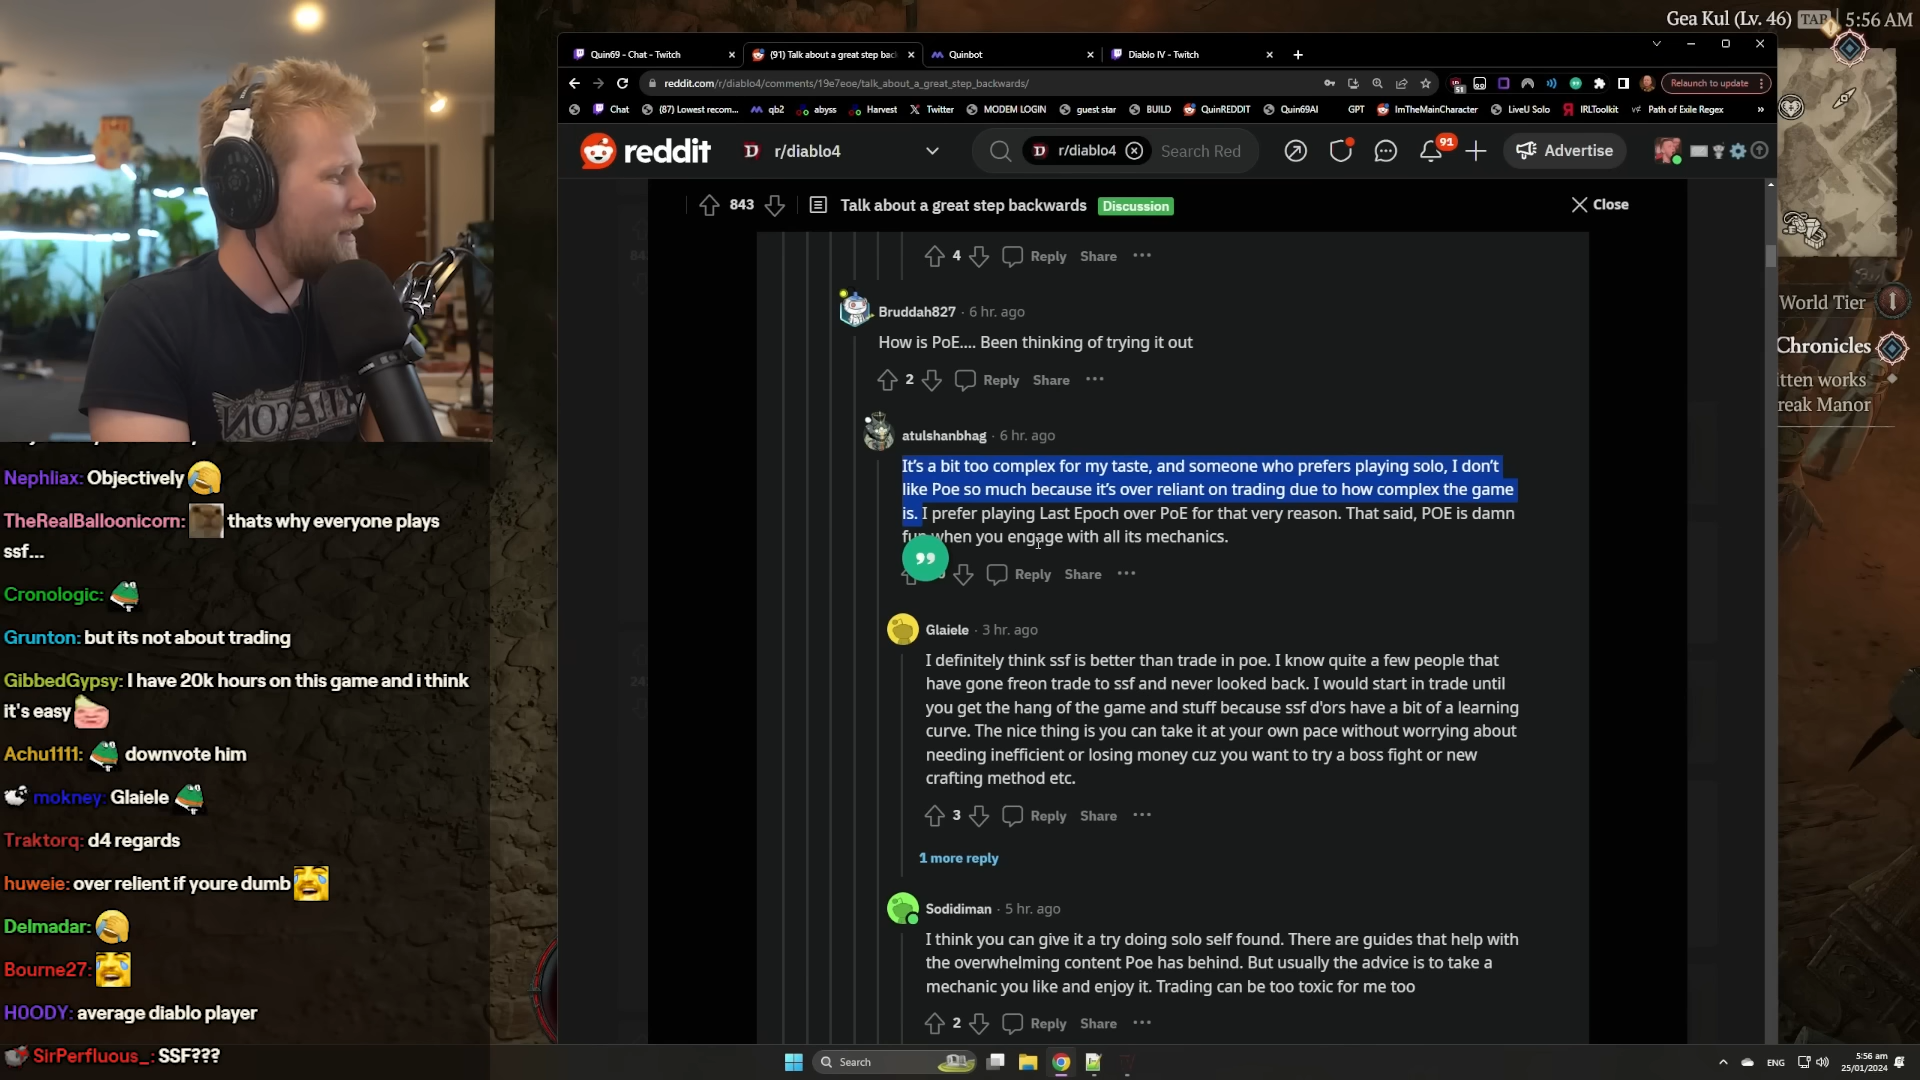 Gea Kul (Lv. 46) TAB 5:56 AM
Quin69 - Chat - Twitch
(91) Talk about a great step bac
Quinbot
Diablo IV - Twitch
reddit.com/r/diablo4/comments/19e7eoe/talk_about_a_great_step_backwards/
51
Relaunch to update
Chat
(87) Lowest recom...
qb2
abyss
Harvest
Twitter
MODEM LOGIN
guest star
BUILD
QuinREDDIT
Quin69AI
GPT
ImTheMainCharacter
LiveU Solo
IRLToolkit
Path of Exile Regex
»
reddit
r/diablo4
r/diablo4
Search Red
91
Advertise
843
Talk about a great step backwards
Discussion
Close
4
Reply
Share
Bruddah827 · 6 hr. ago
How is PoE.... Been thinking of trying it out
2
Reply
Share
atulshanbhag · 6 hr. ago
It's a bit too complex for my taste, and someone who prefers playing solo, I don't
like Poe so much because it's over reliant on trading due to how complex the game
is. I prefer playing Last Epoch over PoE for that very reason. That said, POE is damn
fun when you engage with all its mechanics.
Reply
Share
Glaiele · 3 hr. ago
I definitely think ssf is better than trade in poe. I know quite a few people that
have gone freon trade to ssf and never looked back. I would start in trade until
you get the hang of the game and stuff because ssf d'ors have a bit of a learning
curve. The nice thing is you can take it at your own pace without worrying about
needing inefficient or losing money cuz you want to try a boss fight or new
crafting method etc.
3
Reply
Share
1 more reply
Sodidiman · 5 hr. ago
I think you can give it a try doing solo self found. There are guides that help with
the overwhelming content Poe has behind. But usually the advice is to take a
mechanic you like and enjoy it. Trading can be too toxic for me too
2
Reply
Share
World Tier
Chronicles
itten works
reak Manor
Nephliax: Objectively
TheRealBalloonicorn: thats why everyone plays
ssf...
Cronologic:
Grunton: but its not about trading
GibbedGypsy: I have 20k hours on this game and i think
it's easy
Achu1111: downvote him
mokney: Glaiele
Traktorq: d4 regards
huweie: over relient if youre dumb
Delmadar:
Bourne27:
H0ODY: average diablo player
SirPerfluous_: SSF???
Search
ENG
5:56 am
25/01/2024